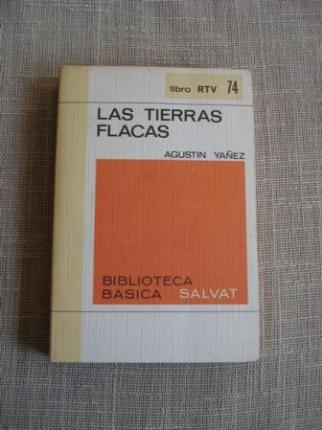 libro RTV 74
LAS TIERRAS
FLACAS
AGUSTIN YAÑEZ
BIBLIOTECA
BASICA SALVAT